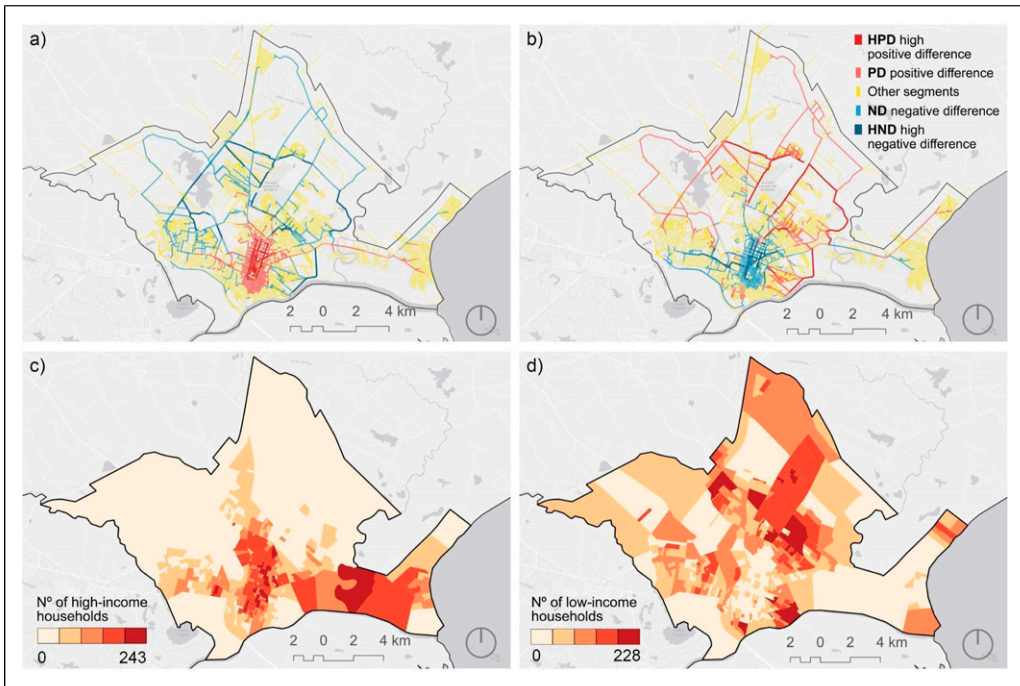 a)
b)
HPD high
positive difference
PD positive difference
Other segments
ND negative difference
HND high
negative difference
2 0 2 4 km
2 0 2 4 km
c)
d)
Nº of high-income
households
0 243
2 0 2 4 km
Nº of low-income
households
0 228
2 0 2 4 km